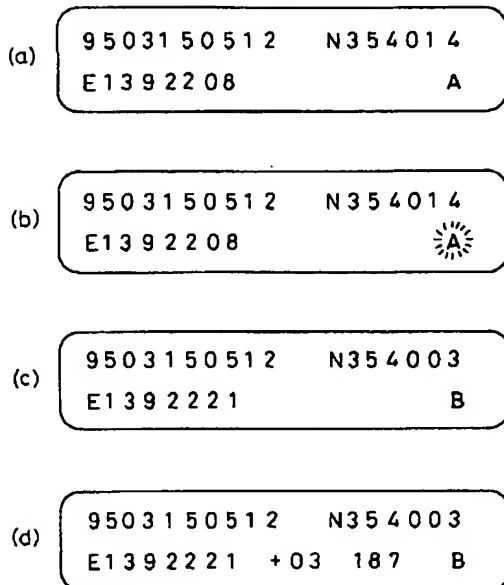 (a)
9503150512 N354014
E1392208 A
(b)
9503150512 N354014
E1392208 A
(c)
9503150512 N354003
E1392221 B
(d)
9503150512 N354003
E1392221 +03 187 B